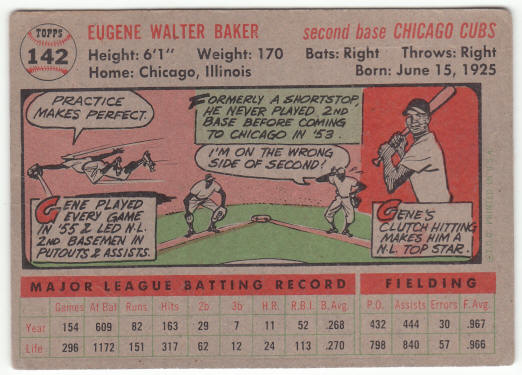 TOPPS
142
EUGENE WALTER BAKER
second base CHICAGO CUBS
Height: 6'1" Weight: 170 Bats: Right Throws: Right
Home: Chicago, Illinois Born: June 15, 1925
PRACTICE
MAKES PERFECT.
GENE PLAYED
EVERY GAME
IN '55 & LED N.L.
2ND BASEMEN IN
PUTOUTS & ASSISTS.
FORMERLY A SHORTSTOP,
HE NEVER PLAYED 2ND
BASE BEFORE COMING
TO CHICAGO IN '53.
I'M ON THE WRONG
SIDE OF SECOND!
GENE'S
CLUTCH HITTING
MAKES HIM A
N.L. TOP STAR.
MAJOR LEAGUE BATTING RECORD FIELDING
Games At Bat Runs Hits 2b 3b H.R. R.B.I. B. Avg. P.O. Assists Errors F. Avg.
Year 154 609 82 163 29 7 11 52 .268 432 444 30 .967
Life 296 1172 151 317 62 12 24 113 .270 798 840 57 .966